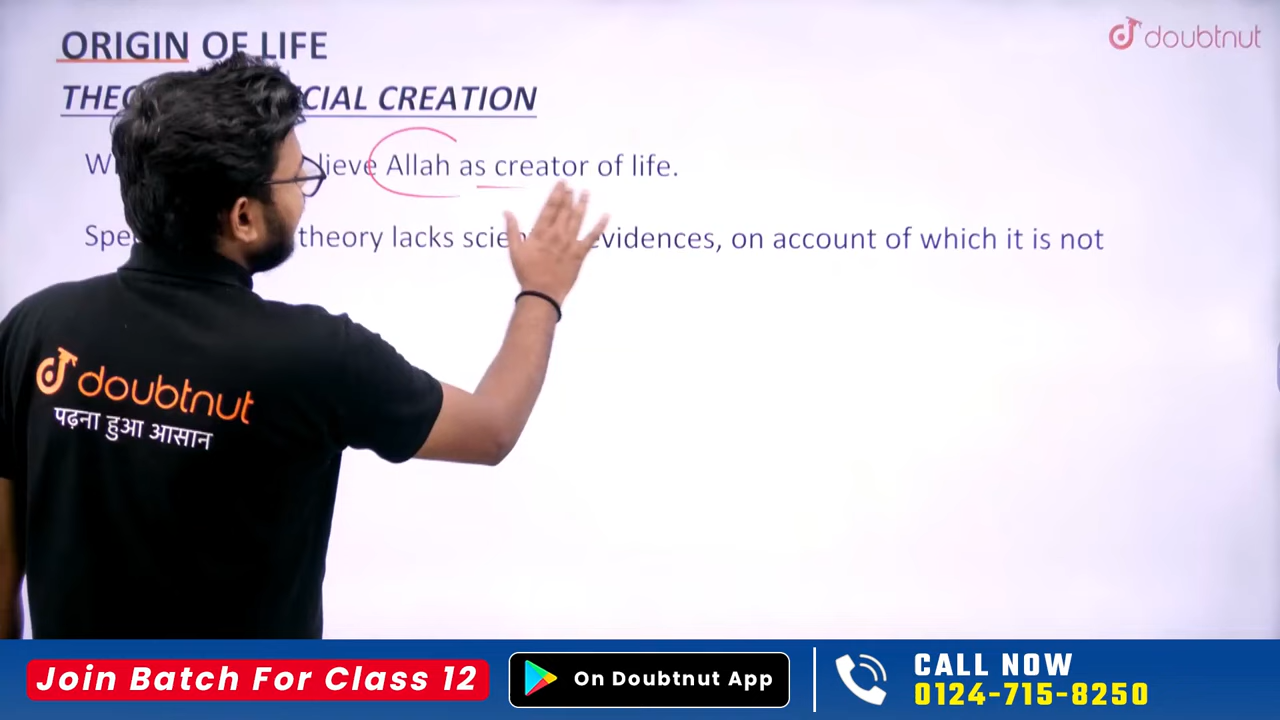 ORIGIN OF LIFE
doubtnut
CIAL CREATION
Allah as creator of life.
theory lacks evidences, on account of which it is not
doubtnut
पढ़ना हुआ आसान
Join Batch For Class 12
On Doubtnut App
CALL NOW
0124-715-8250